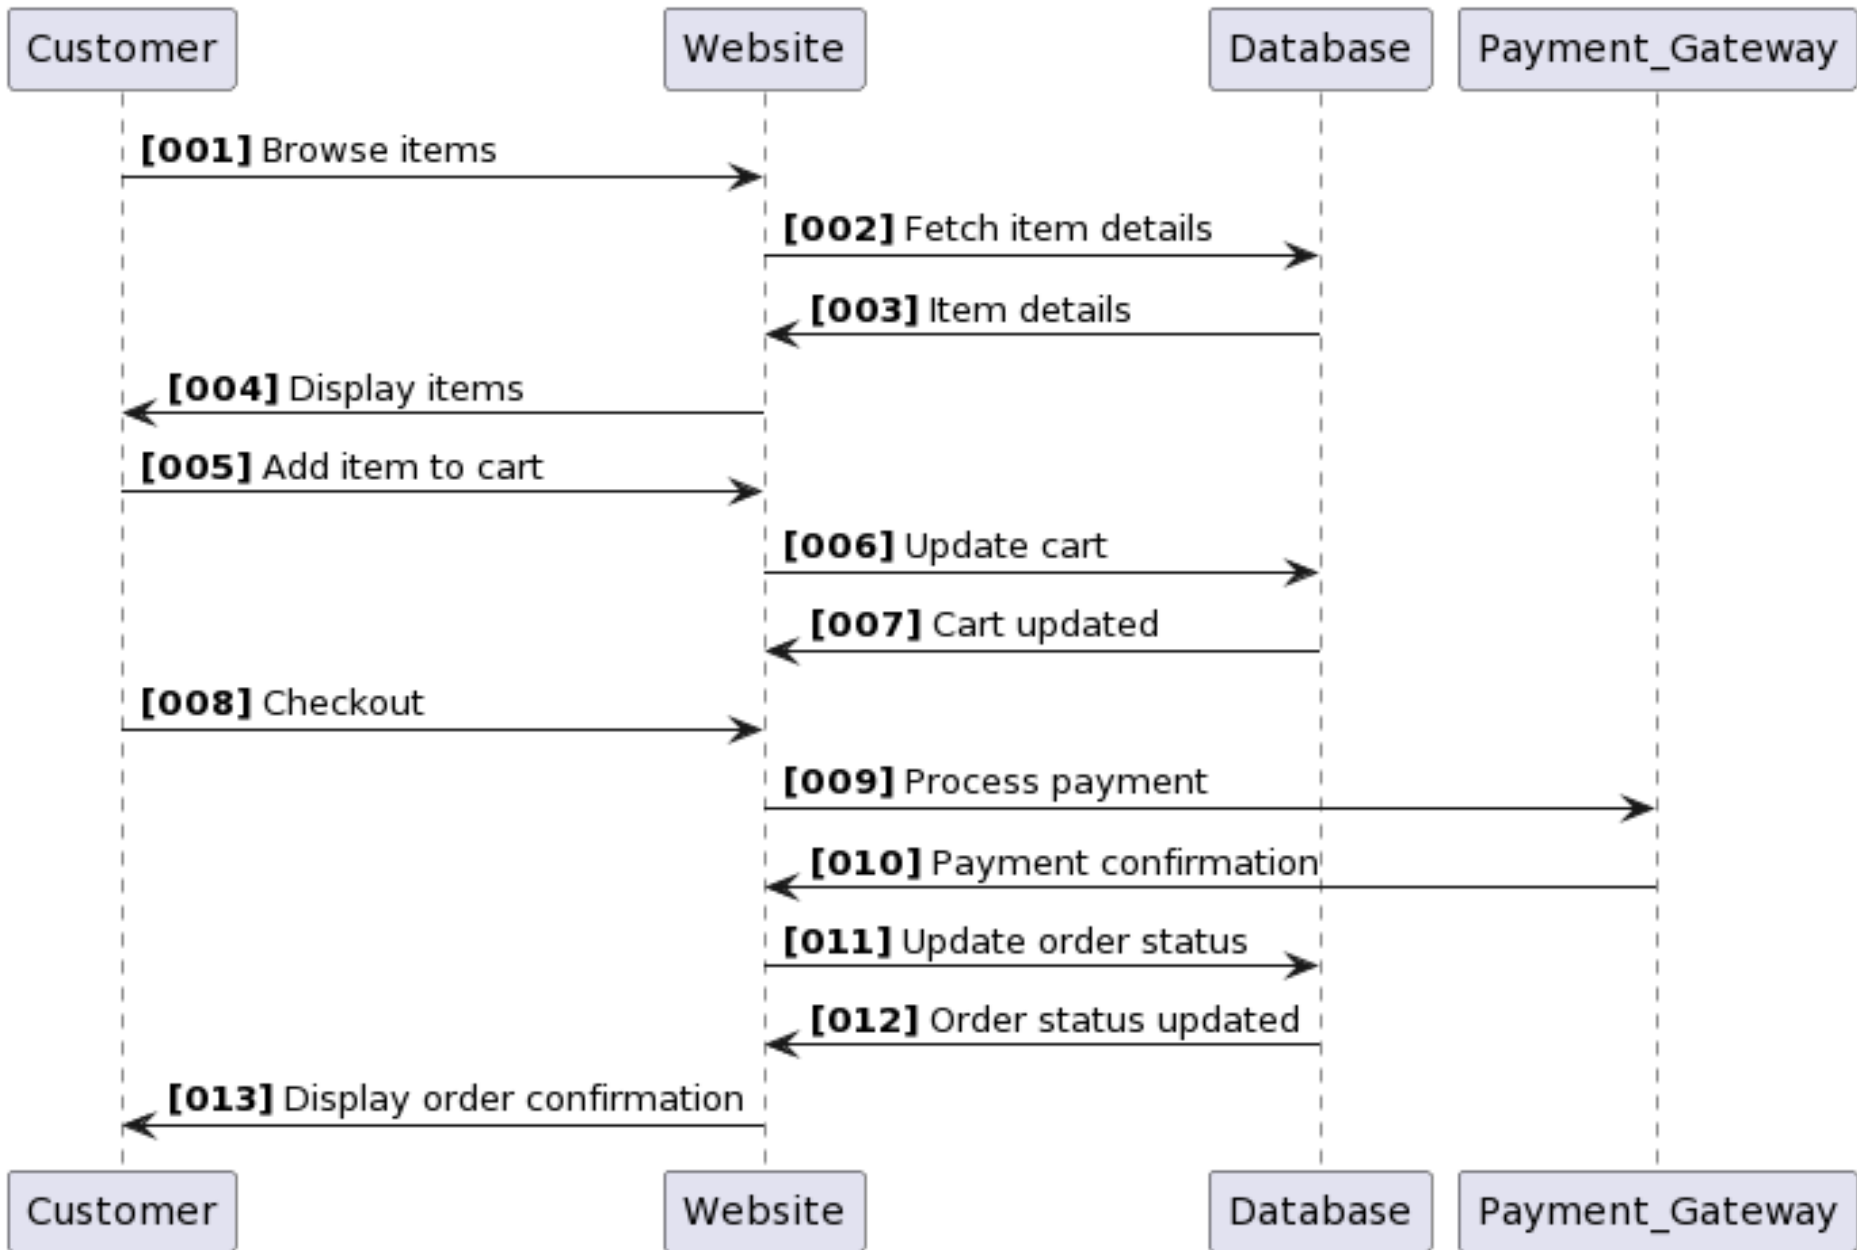 Customer Website Database Payment_Gateway
[001] Browse items
[002] Fetch item details
[003] Item details
[004] Display items
[005] Add item to cart
[006] Update cart
[007] Cart updated
[008] Checkout
[009] Process payment
[010] Payment confirmation
[011] Update order status
[012] Order status updated
[013] Display order confirmation
Customer Website Database Payment_Gateway